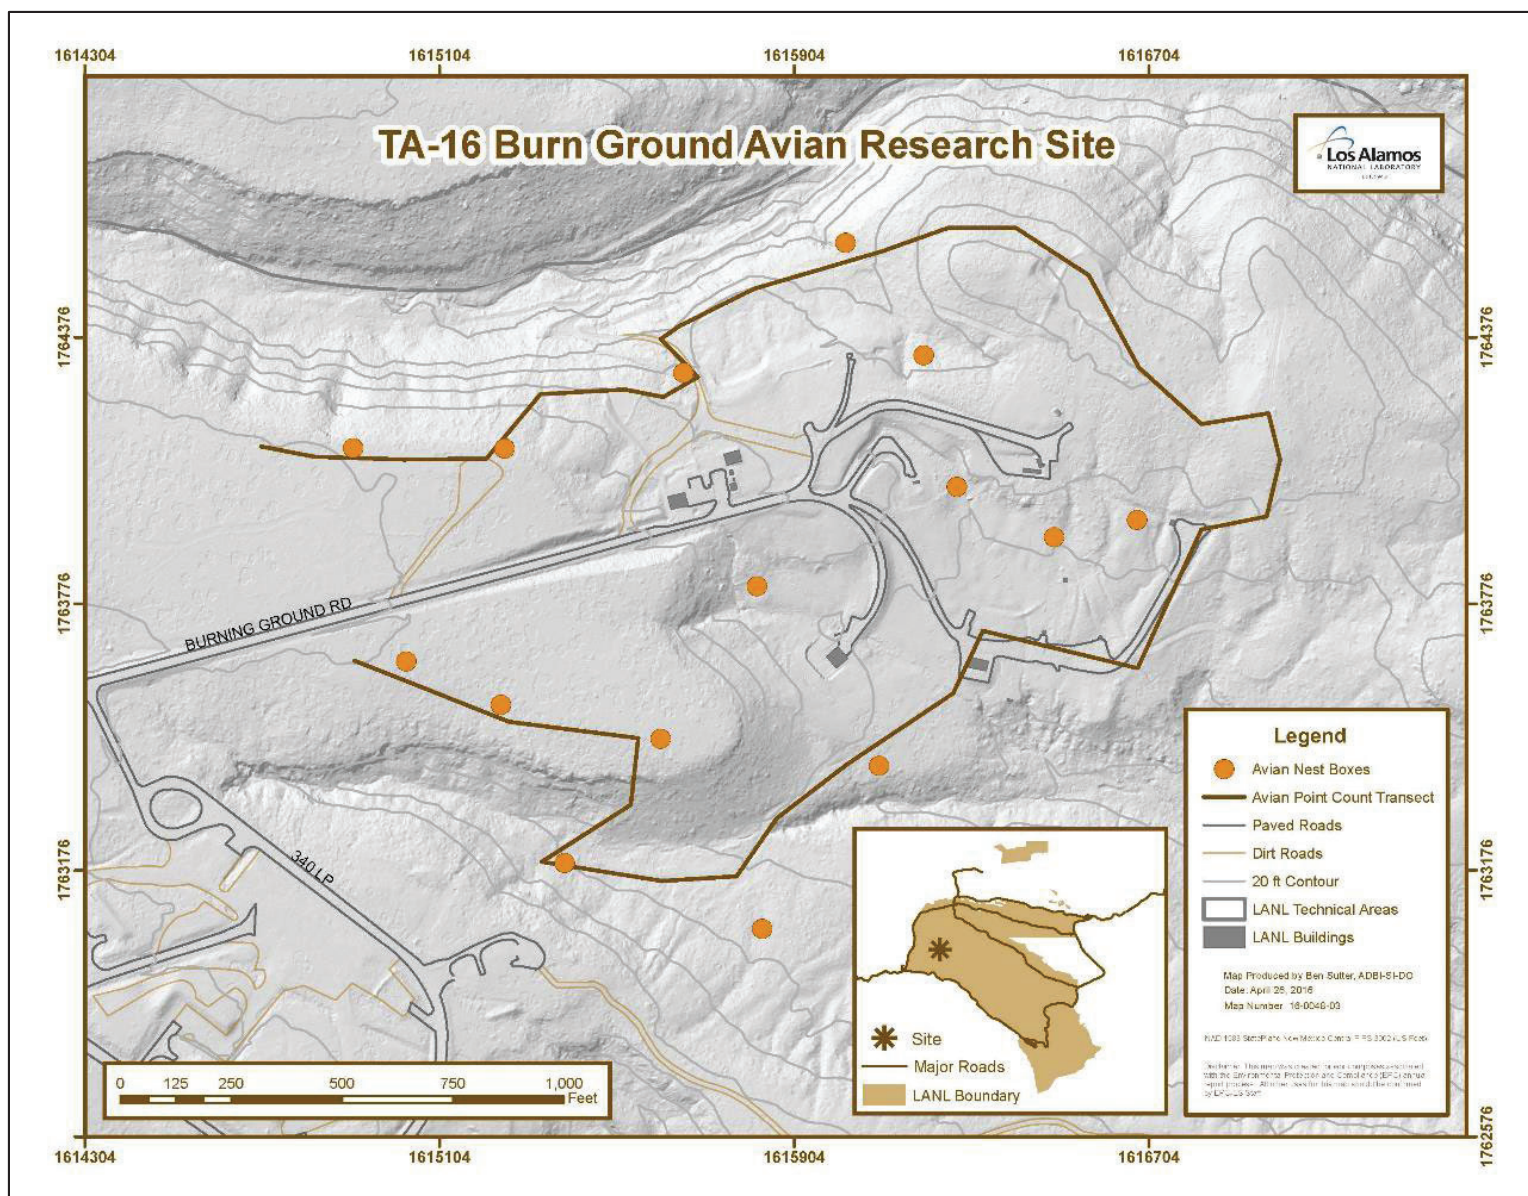 1614304 1615104 1615904 1616704
TA-16 Burn Ground Avian Research Site
Los Alamos
NATIONAL LABORATORY
1764376
1764376
1763776
1763776
BURNING GROUND RD
340 LP
1763176
1763176
1762576
Legend
Avian Nest Boxes
Avian Point Count Transect
Paved Roads
Dirt Roads
20 ft Contour
LANL Technical Areas
LANL Buildings
Map Produced by Ben Sutter, ADBI-SI-DO
Date: April 26, 2016
Map Number: 16-0046-03
Site
Major Roads
LANL Boundary
0 125 250 500 750 1,000
Feet
1614304 1615104 1615904 1616704